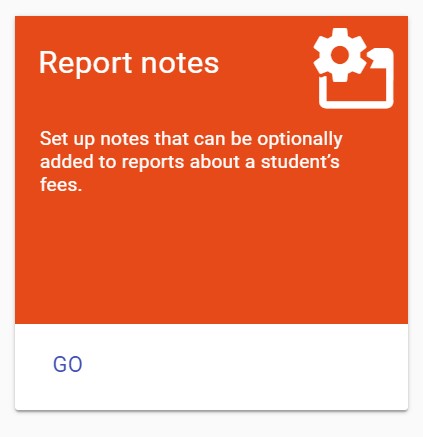 Report notes
Set up notes that can be optionally
added to reports about a student’s
fees.
GO